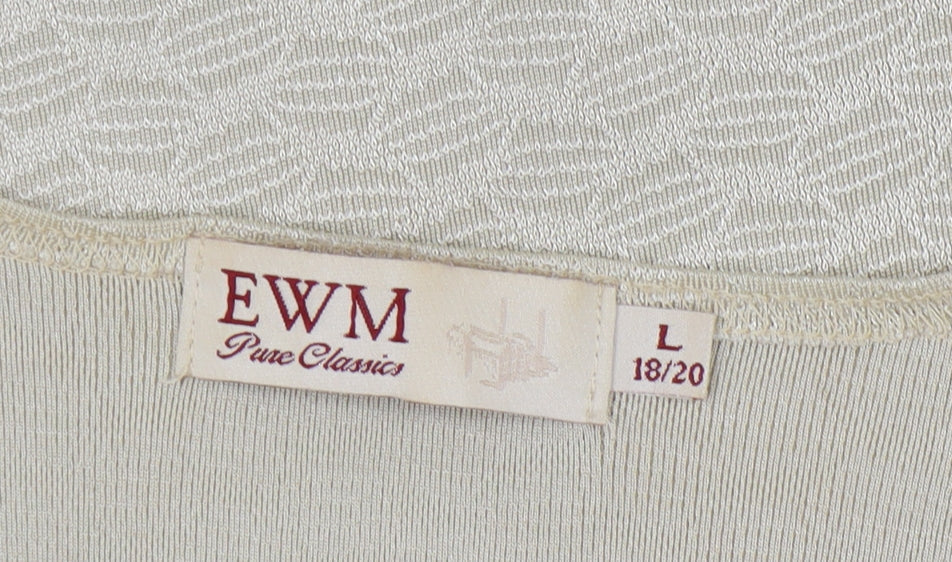 EWM
Pure Classics
L
18/20